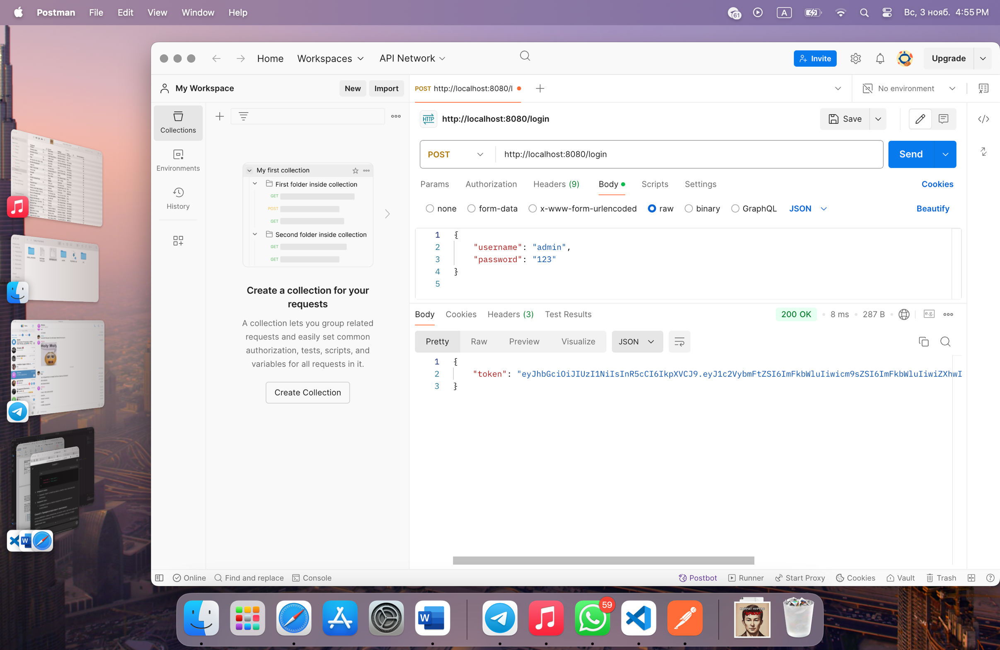 Postman File Edit View Window Help
61 A Вс, 3 нояб. 4:55 PM
Home Workspaces API Network
Invite Upgrade
My Workspace New Import
POST http://localhost:8080/l
No environment
Collections
Environments
History
My first collection
First folder inside collection
GET
POST
GET
Second folder inside collection
GET
GET
Create a collection for your
requests
A collection lets you group related
requests and easily set common
authorization, tests, scripts, and
variables for all requests in it.
Create Collection
HTTP http://localhost:8080/login
Save
POST http://localhost:8080/login Send
Params Authorization Headers (9) Body Scripts Settings Cookies
none form-data x-www-form-urlencoded raw binary GraphQL JSON Beautify
1 {
2 "username": "admin",
3 "password": "123"
4 }
5
Body Cookies Headers (3) Test Results 200 OK 8 ms 287 B e.g.
Pretty Raw Preview Visualize JSON
1 {
2 "token": "eyJhbGciOiJIUzI1NiIsInR5cCI6IkpXVCJ9.eyJ1c2VybmFtZSI6ImFkbWluIiwicm9sZSI6ImFkbWluIiwiZXhwI
3 }
Online Find and replace Console
Postbot Runner Start Proxy Cookies Vault Trash
Holy Moly
W
W
59
КАЙРАТ НУРТАС
АРМАН